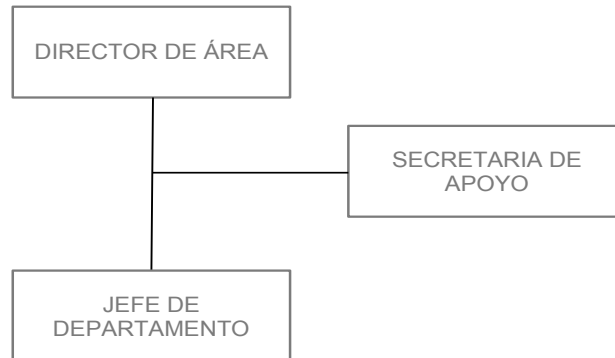 DIRECTOR DE ÁREA
SECRETARIA DE
APOYO
JEFE DE
DEPARTAMENTO